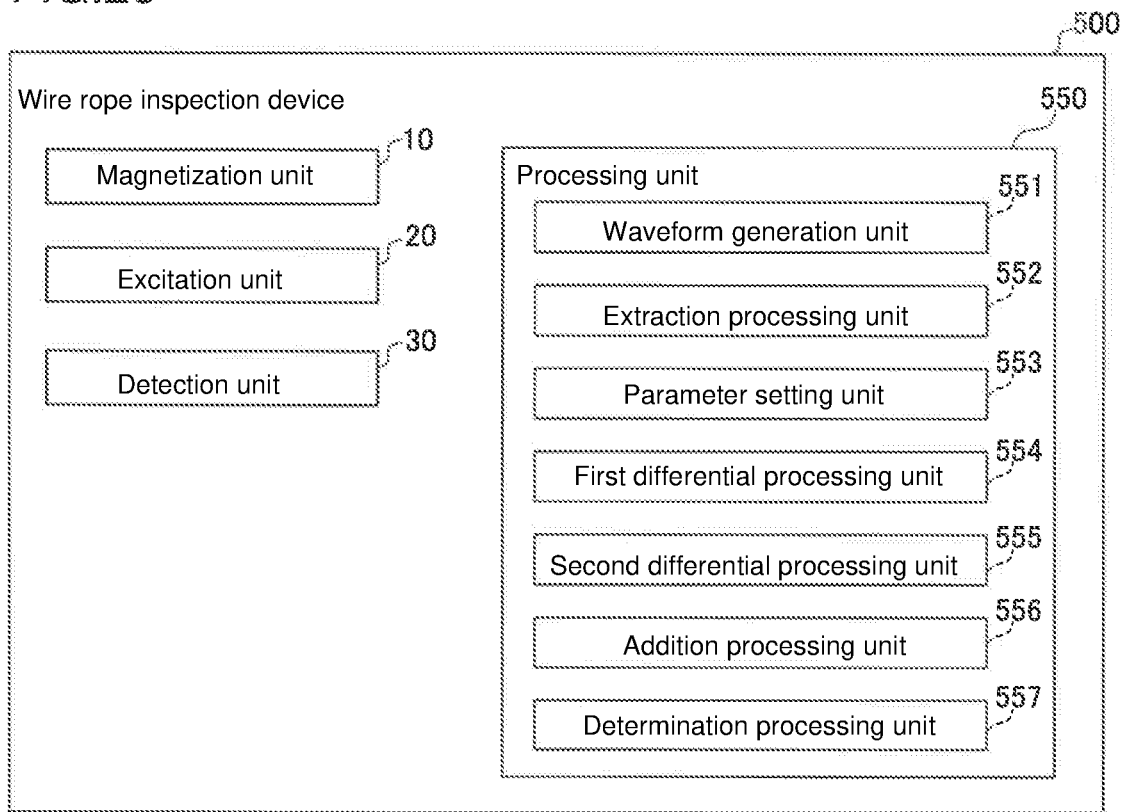 500
Wire rope inspection device
550
10
Magnetization unit
20
Excitation unit
30
Detection unit
Processing unit
551
Waveform generation unit
552
Extraction processing unit
553
Parameter setting unit
554
First differential processing unit
555
Second differential processing unit
556
Addition processing unit
557
Determination processing unit